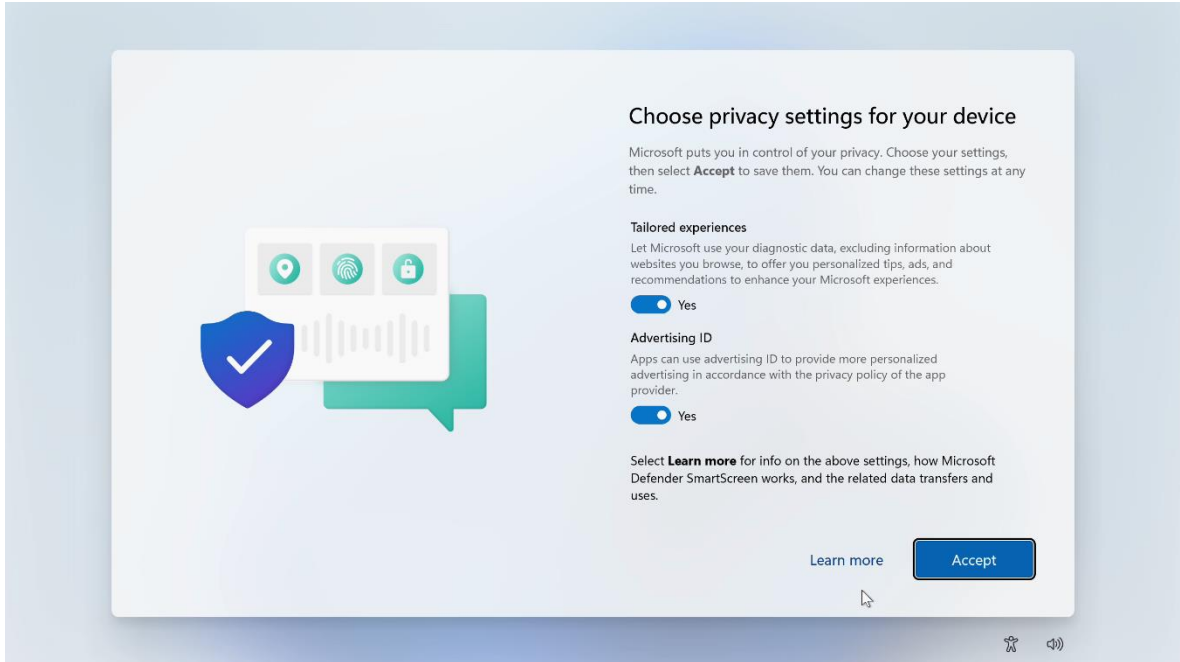 Choose privacy settings for your device
Microsoft puts you in control of your privacy. Choose your settings,
then select Accept to save them. You can change these settings at any
time.
Tailored experiences
Let Microsoft use your diagnostic data, excluding information about
websites you browse, to offer you personalized tips, ads, and
recommendations to enhance your Microsoft experiences.
Yes
Advertising ID
Apps can use advertising ID to provide more personalized
advertising in accordance with the privacy policy of the app
provider.
Yes
Select Learn more for info on the above settings, how Microsoft
Defender SmartScreen works, and the related data transfers and
uses.
Learn more
Accept